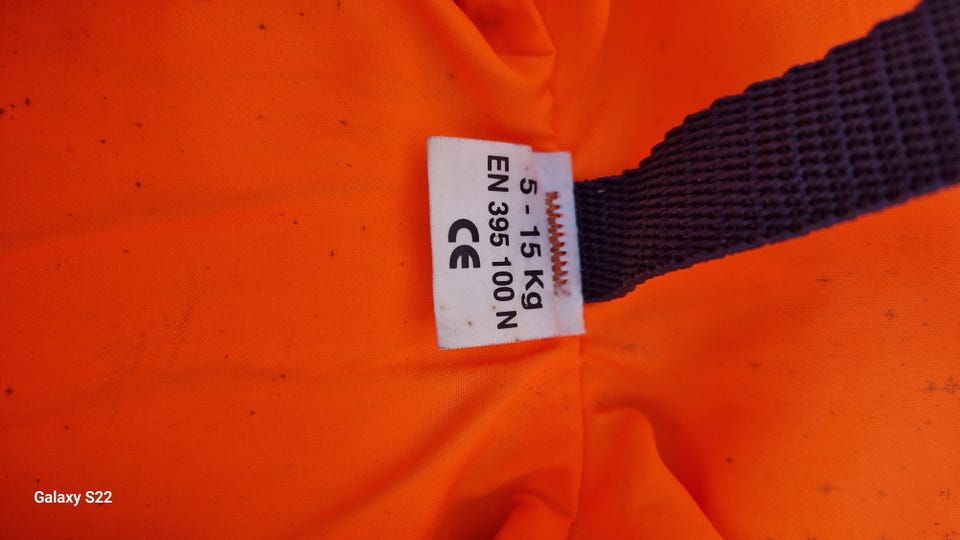 5 - 15 Kg
EN 395 100 N
CE
Galaxy S22